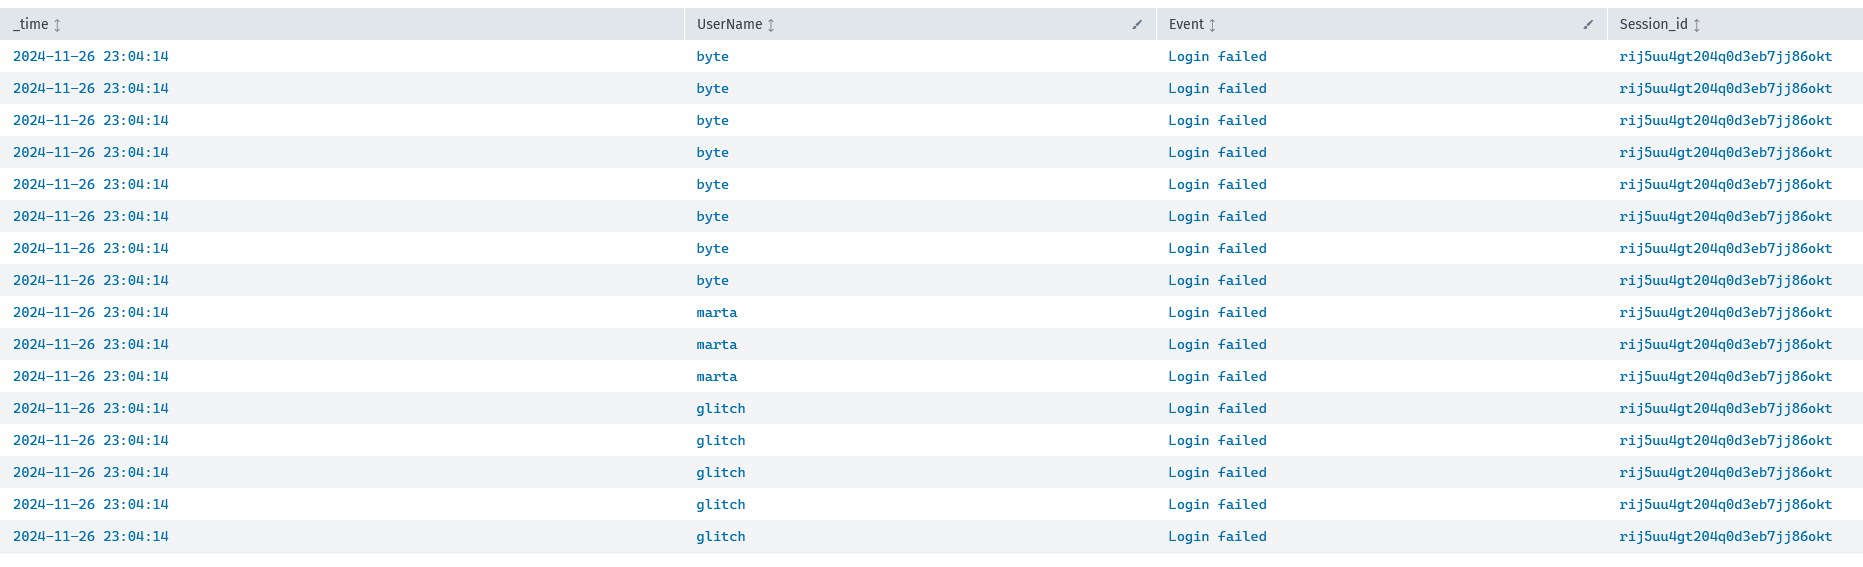 _time UserName Event Session_id
2024-11-26 23:04:14 byte Login failed rij5uu4gt204q0d3eb7jj86okt
2024-11-26 23:04:14 byte Login failed rij5uu4gt204q0d3eb7jj86okt
2024-11-26 23:04:14 byte Login failed rij5uu4gt204q0d3eb7jj86okt
2024-11-26 23:04:14 byte Login failed rij5uu4gt204q0d3eb7jj86okt
2024-11-26 23:04:14 byte Login failed rij5uu4gt204q0d3eb7jj86okt
2024-11-26 23:04:14 byte Login failed rij5uu4gt204q0d3eb7jj86okt
2024-11-26 23:04:14 byte Login failed rij5uu4gt204q0d3eb7jj86okt
2024-11-26 23:04:14 byte Login failed rij5uu4gt204q0d3eb7jj86okt
2024-11-26 23:04:14 marta Login failed rij5uu4gt204q0d3eb7jj86okt
2024-11-26 23:04:14 marta Login failed rij5uu4gt204q0d3eb7jj86okt
2024-11-26 23:04:14 marta Login failed rij5uu4gt204q0d3eb7jj86okt
2024-11-26 23:04:14 glitch Login failed rij5uu4gt204q0d3eb7jj86okt
2024-11-26 23:04:14 glitch Login failed rij5uu4gt204q0d3eb7jj86okt
2024-11-26 23:04:14 glitch Login failed rij5uu4gt204q0d3eb7jj86okt
2024-11-26 23:04:14 glitch Login failed rij5uu4gt204q0d3eb7jj86okt
2024-11-26 23:04:14 glitch Login failed rij5uu4gt204q0d3eb7jj86okt